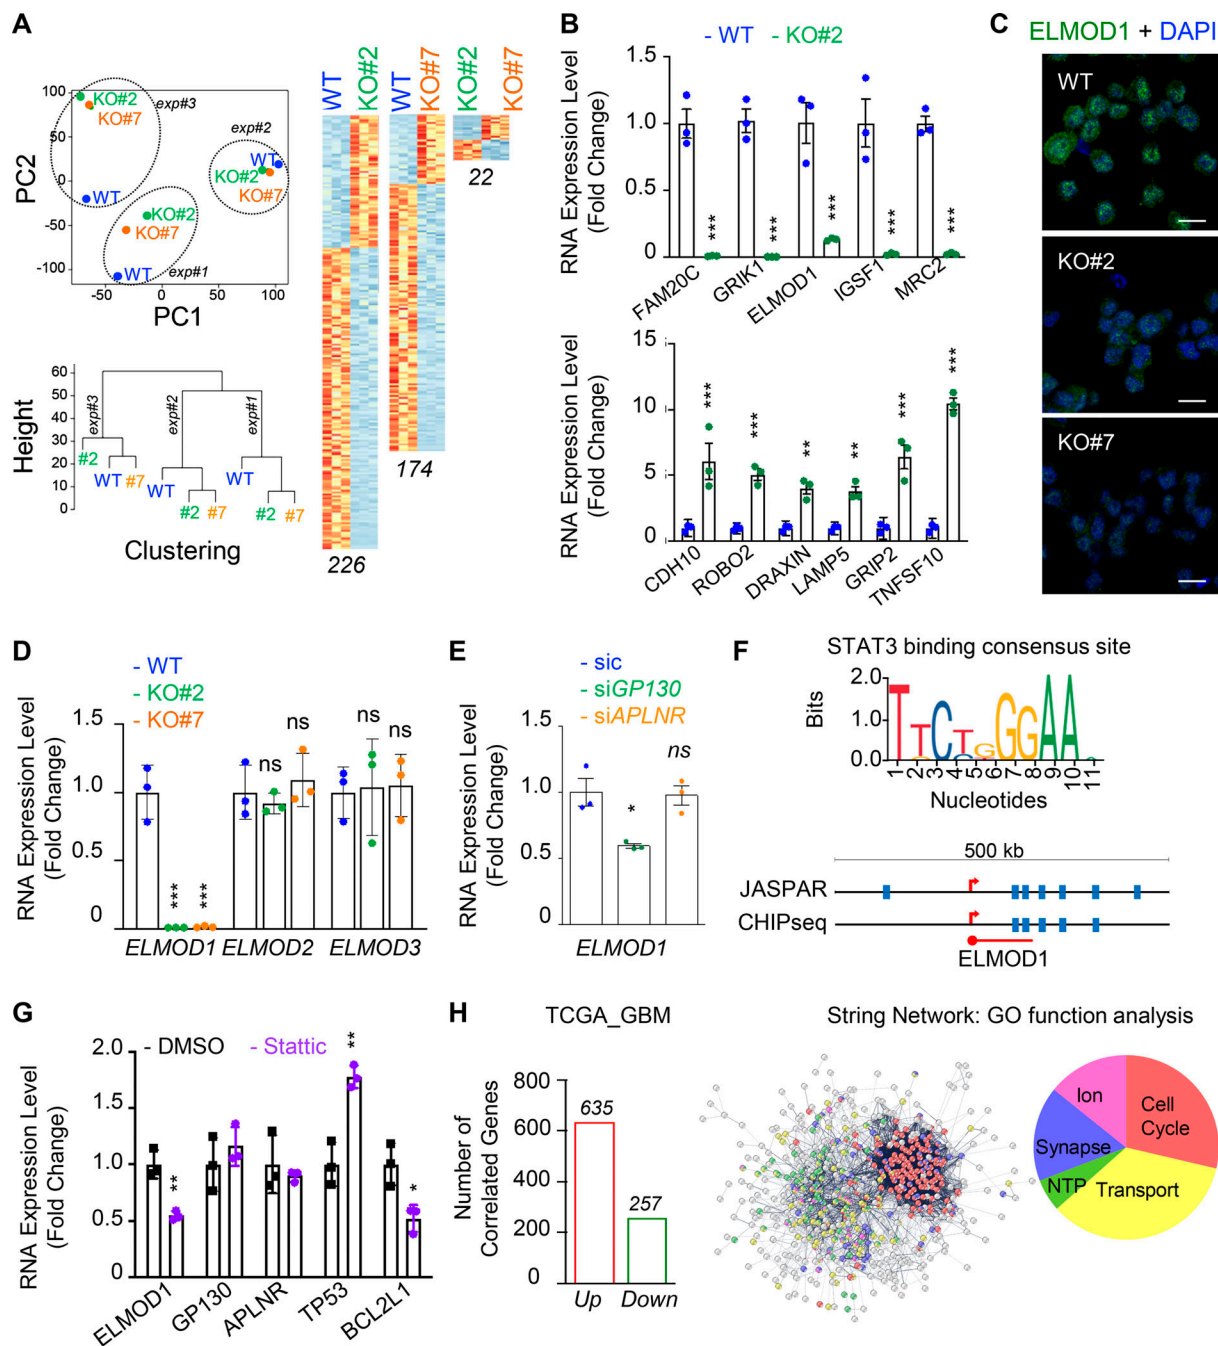 A
WT
KO#2
WT
KO#7
KO#2
KO#7
100
50
0
-50
-100
PC2
KO#2
KO#7
exp#3
exp#2
WT
KO#2
KO#7
WT
KO#2
KO#7
WT
exp#1
-50
0
50
100
PC1
22
174
226
60
50
40
30
20
10
0
Height
exp#3
exp#2
exp#1
#2
WT
#7
WT
#2
#7
WT
#2
#7
Clustering
B
- WT - KO#2
RNA Expression Level
(Fold Change)
1.5
1.0
0.5
0
***
***
***
***
***
FAM20C
GRIK1
ELMOD1
IGSF1
MRC2
RNA Expression Level
(Fold Change)
15
10
5
0
***
***
**
**
***
***
CDH10
ROBO2
DRAXIN
LAMP5
GRIP2
TNFSF10
C
ELMOD1 + DAPI
WT
KO#2
KO#7
D
- WT
- KO#2
- KO#7
RNA Expression Level
(Fold Change)
1.5
1.0
0.5
0
***
***
ns
ns
ns
ns
ELMOD1
ELMOD2
ELMOD3
E
- sic
- siGP130
- siAPLNR
RNA Expression Level
(Fold Change)
1.5
1.0
0.5
0
*
ns
ELMOD1
F
STAT3 binding consensus site
Bits
2.0
1.0
0.0
1 2 3 4 5 6 7 8 9 10 11
Nucleotides
500 kb
JASPAR
CHIPseq
ELMOD1
G
- DMSO - Stattic
RNA Expression Level
(Fold Change)
2.0
1.5
1.0
0.5
0
**
**
*
ELMOD1
GP130
APLNR
TP53
BCL2L1
H
TCGA_GBM
Number of
Correlated Genes
800
600
400
200
0
635
257
Up
Down
String Network: GO function analysis
Ion
Cell
Cycle
Synapse
NTP
Transport